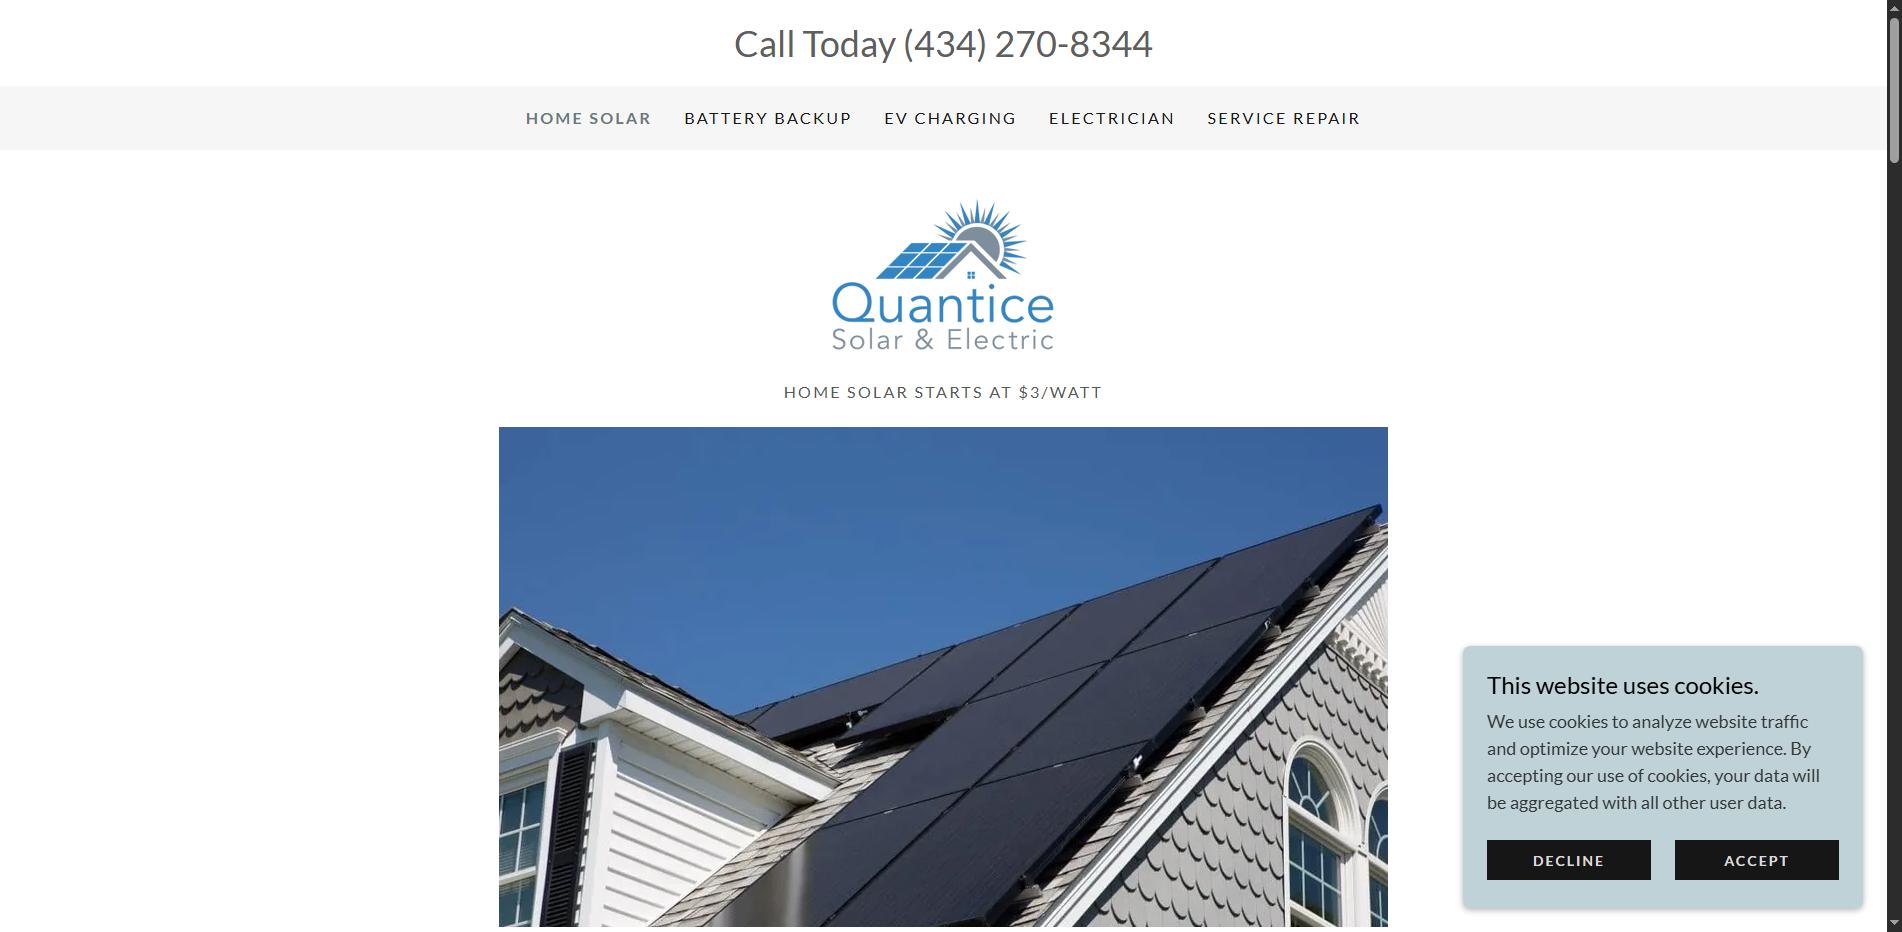 Call Today (434) 270-8344
HOME SOLAR BATTERY BACKUP EV CHARGING ELECTRICIAN SERVICE REPAIR
Quantice
Solar & Electric
HOME SOLAR STARTS AT $3/WATT
This website uses cookies.
We use cookies to analyze website traffic
and optimize your website experience. By
accepting our use of cookies, your data will
be aggregated with all other user data.
DECLINE ACCEPT